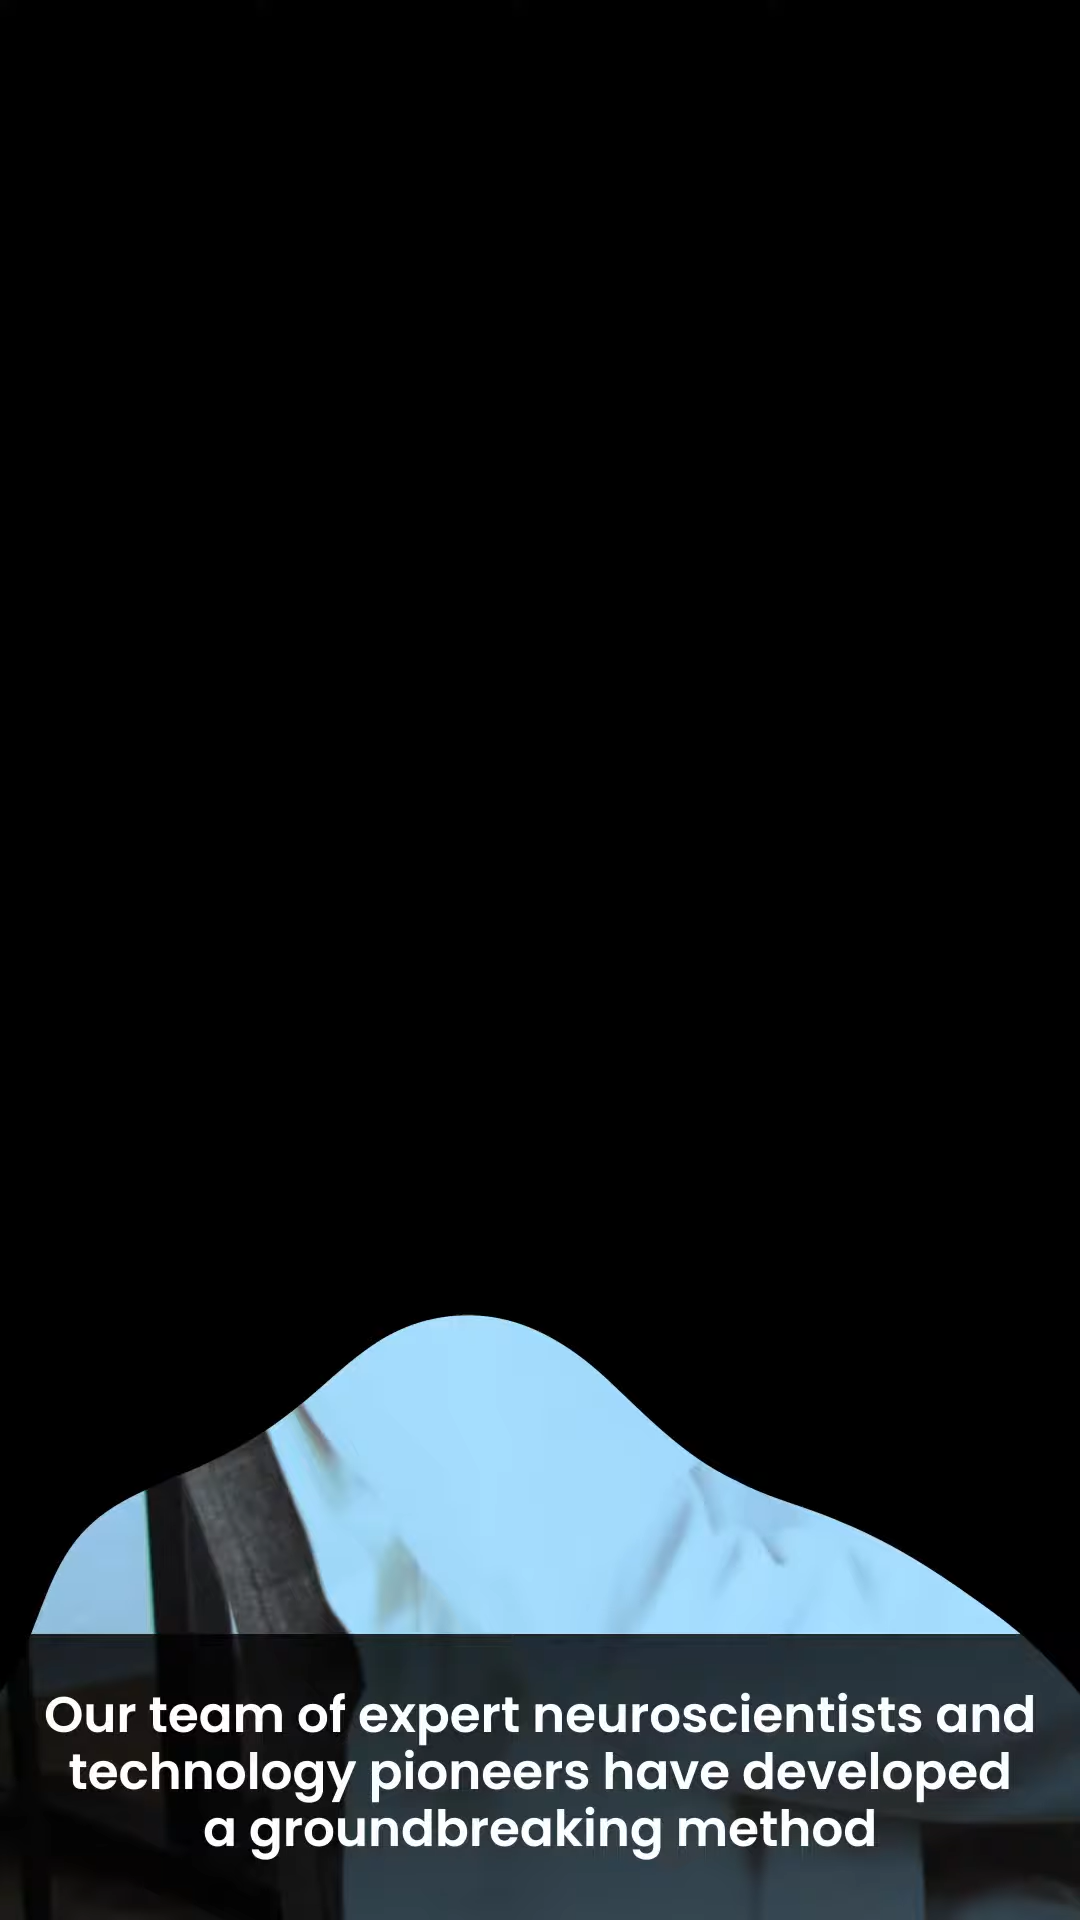 Our team of expert neuroscientists and
technology pioneers have developed
a groundbreaking method